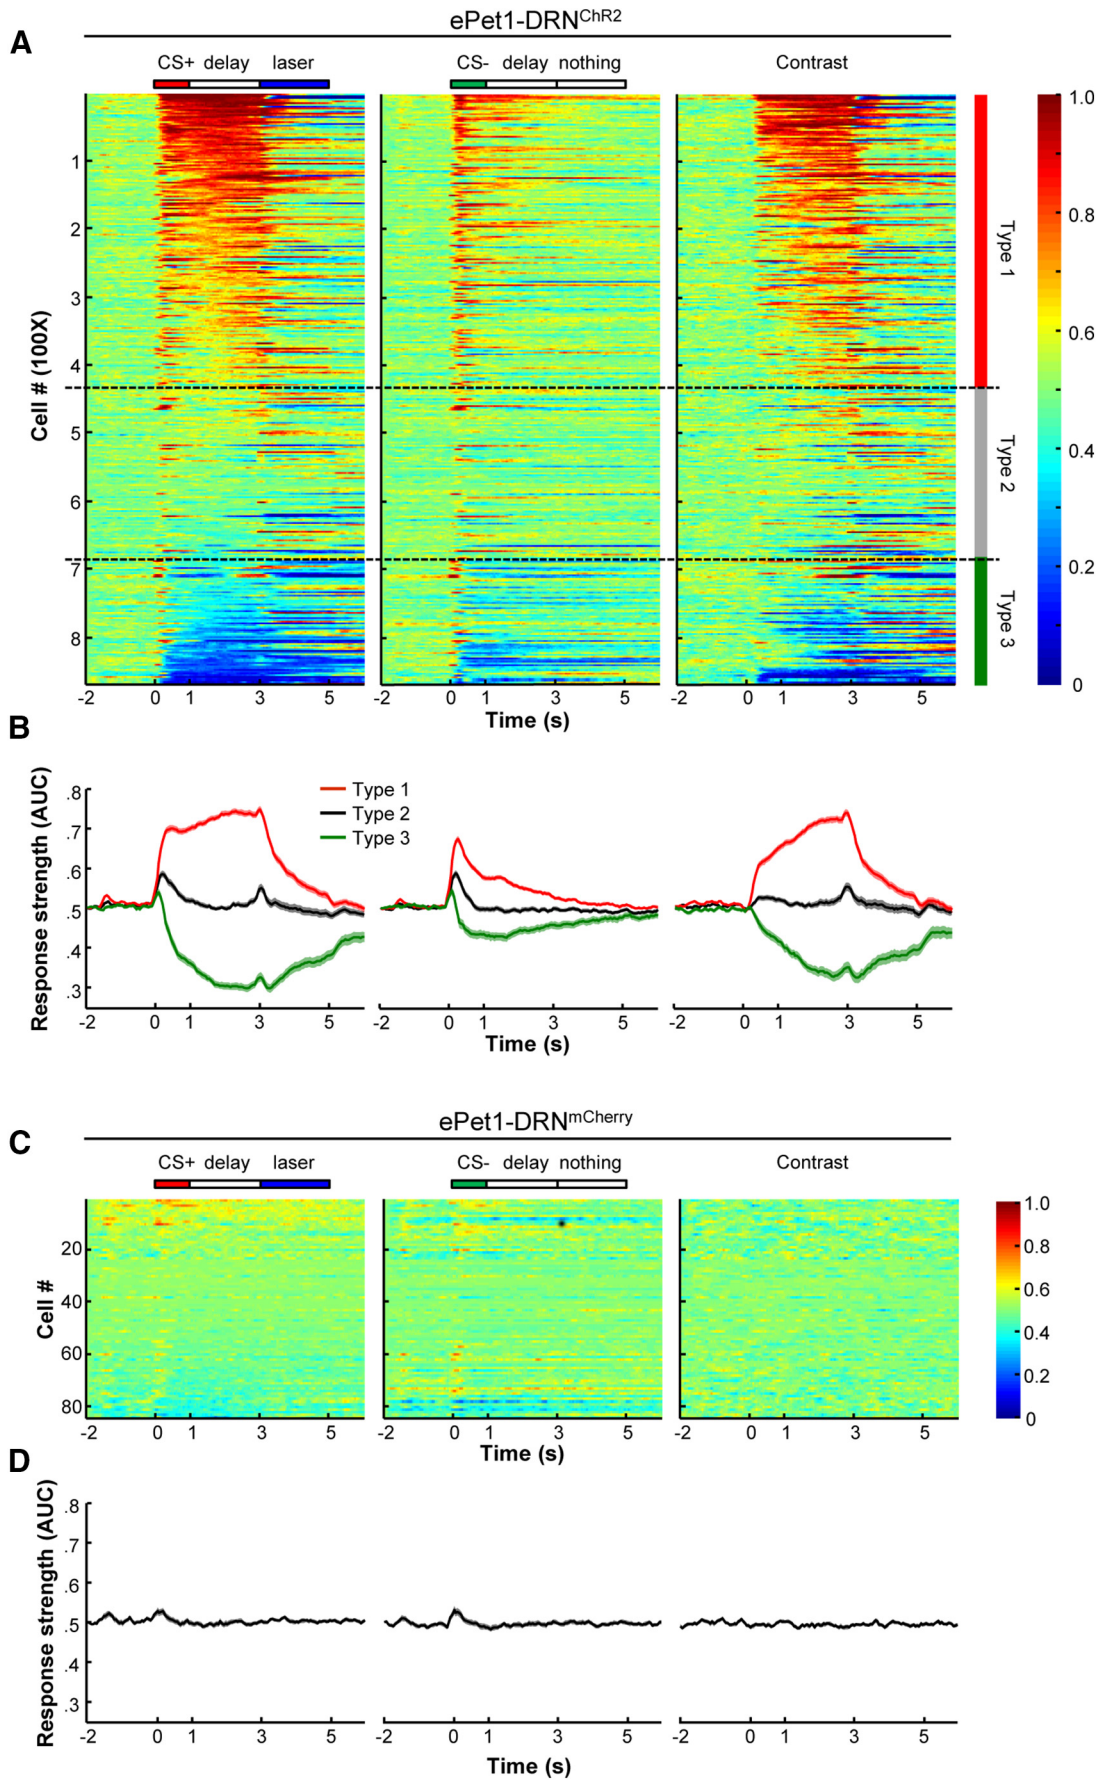 ePet1-DRN^ChR2
A
CS+ delay laser
CS- delay nothing
Contrast
1
2
3
4
5
6
7
8
Cell # (100X)
Type 1
Type 2
Type 3
1.0
0.8
0.6
0.4
0.2
0
-2 0 1 3 5
-2 0 1 3 5
-2 0 1 3 5
Time (s)
B
Response strength (AUC)
.8
.7
.6
.5
.4
.3
Type 1
Type 2
Type 3
-2 0 1 3 5
-2 0 1 3 5
-2 0 1 3 5
Time (s)
ePet1-DRN^mCherry
C
CS+ delay laser
CS- delay nothing
Contrast
Cell #
20
40
60
80
1.0
0.8
0.6
0.4
0.2
0
-2 0 1 3 5
-2 0 1 3 5
-2 0 1 3 5
Time (s)
D
Response strength (AUC)
.8
.7
.6
.5
.4
.3
-2 0 1 3 5
-2 0 1 3 5
-2 0 1 3 5
Time (s)